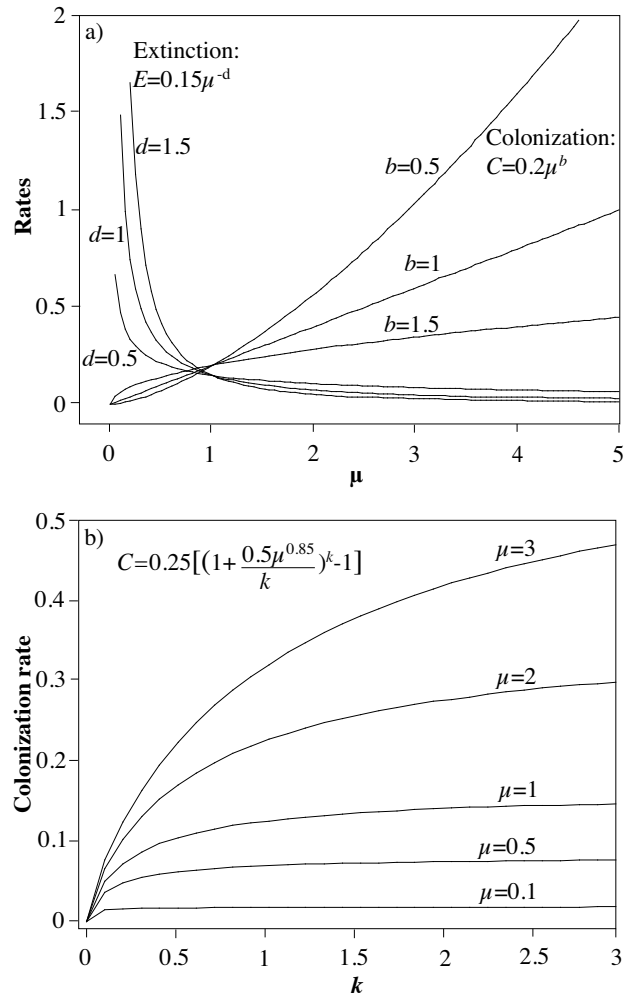 a)
Extinction:
E=0.15μ⁻ᵈ
d=1.5
d=1
d=0.5
Colonization:
C=0.2μᵇ
b=0.5
b=1
b=1.5
Rates
2
1.5
1
0.5
0
0 1 2 3 4 5
μ
b)
C=0.25[(1+0.5μ^0.85/k)^k-1]
μ=3
μ=2
μ=1
μ=0.5
μ=0.1
Colonization rate
0.5
0.4
0.3
0.2
0.1
0
0 0.5 1 1.5 2 2.5 3
k